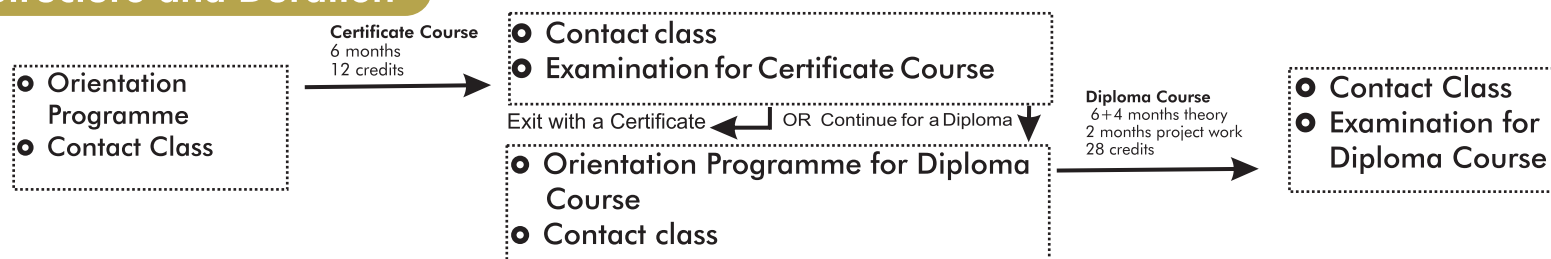 and Duration
Certificate Course
6 months
12 credits
Orientation
Programme
Contact Class
Contact class
Examination for Certificate Course
Exit with a Certificate
OR Continue for a Diploma
Orientation Programme for Diploma
Course
Contact class
Diploma Course
6+4 months theory
2 months project work
28 credits
Contact Class
Examination for
Diploma Course